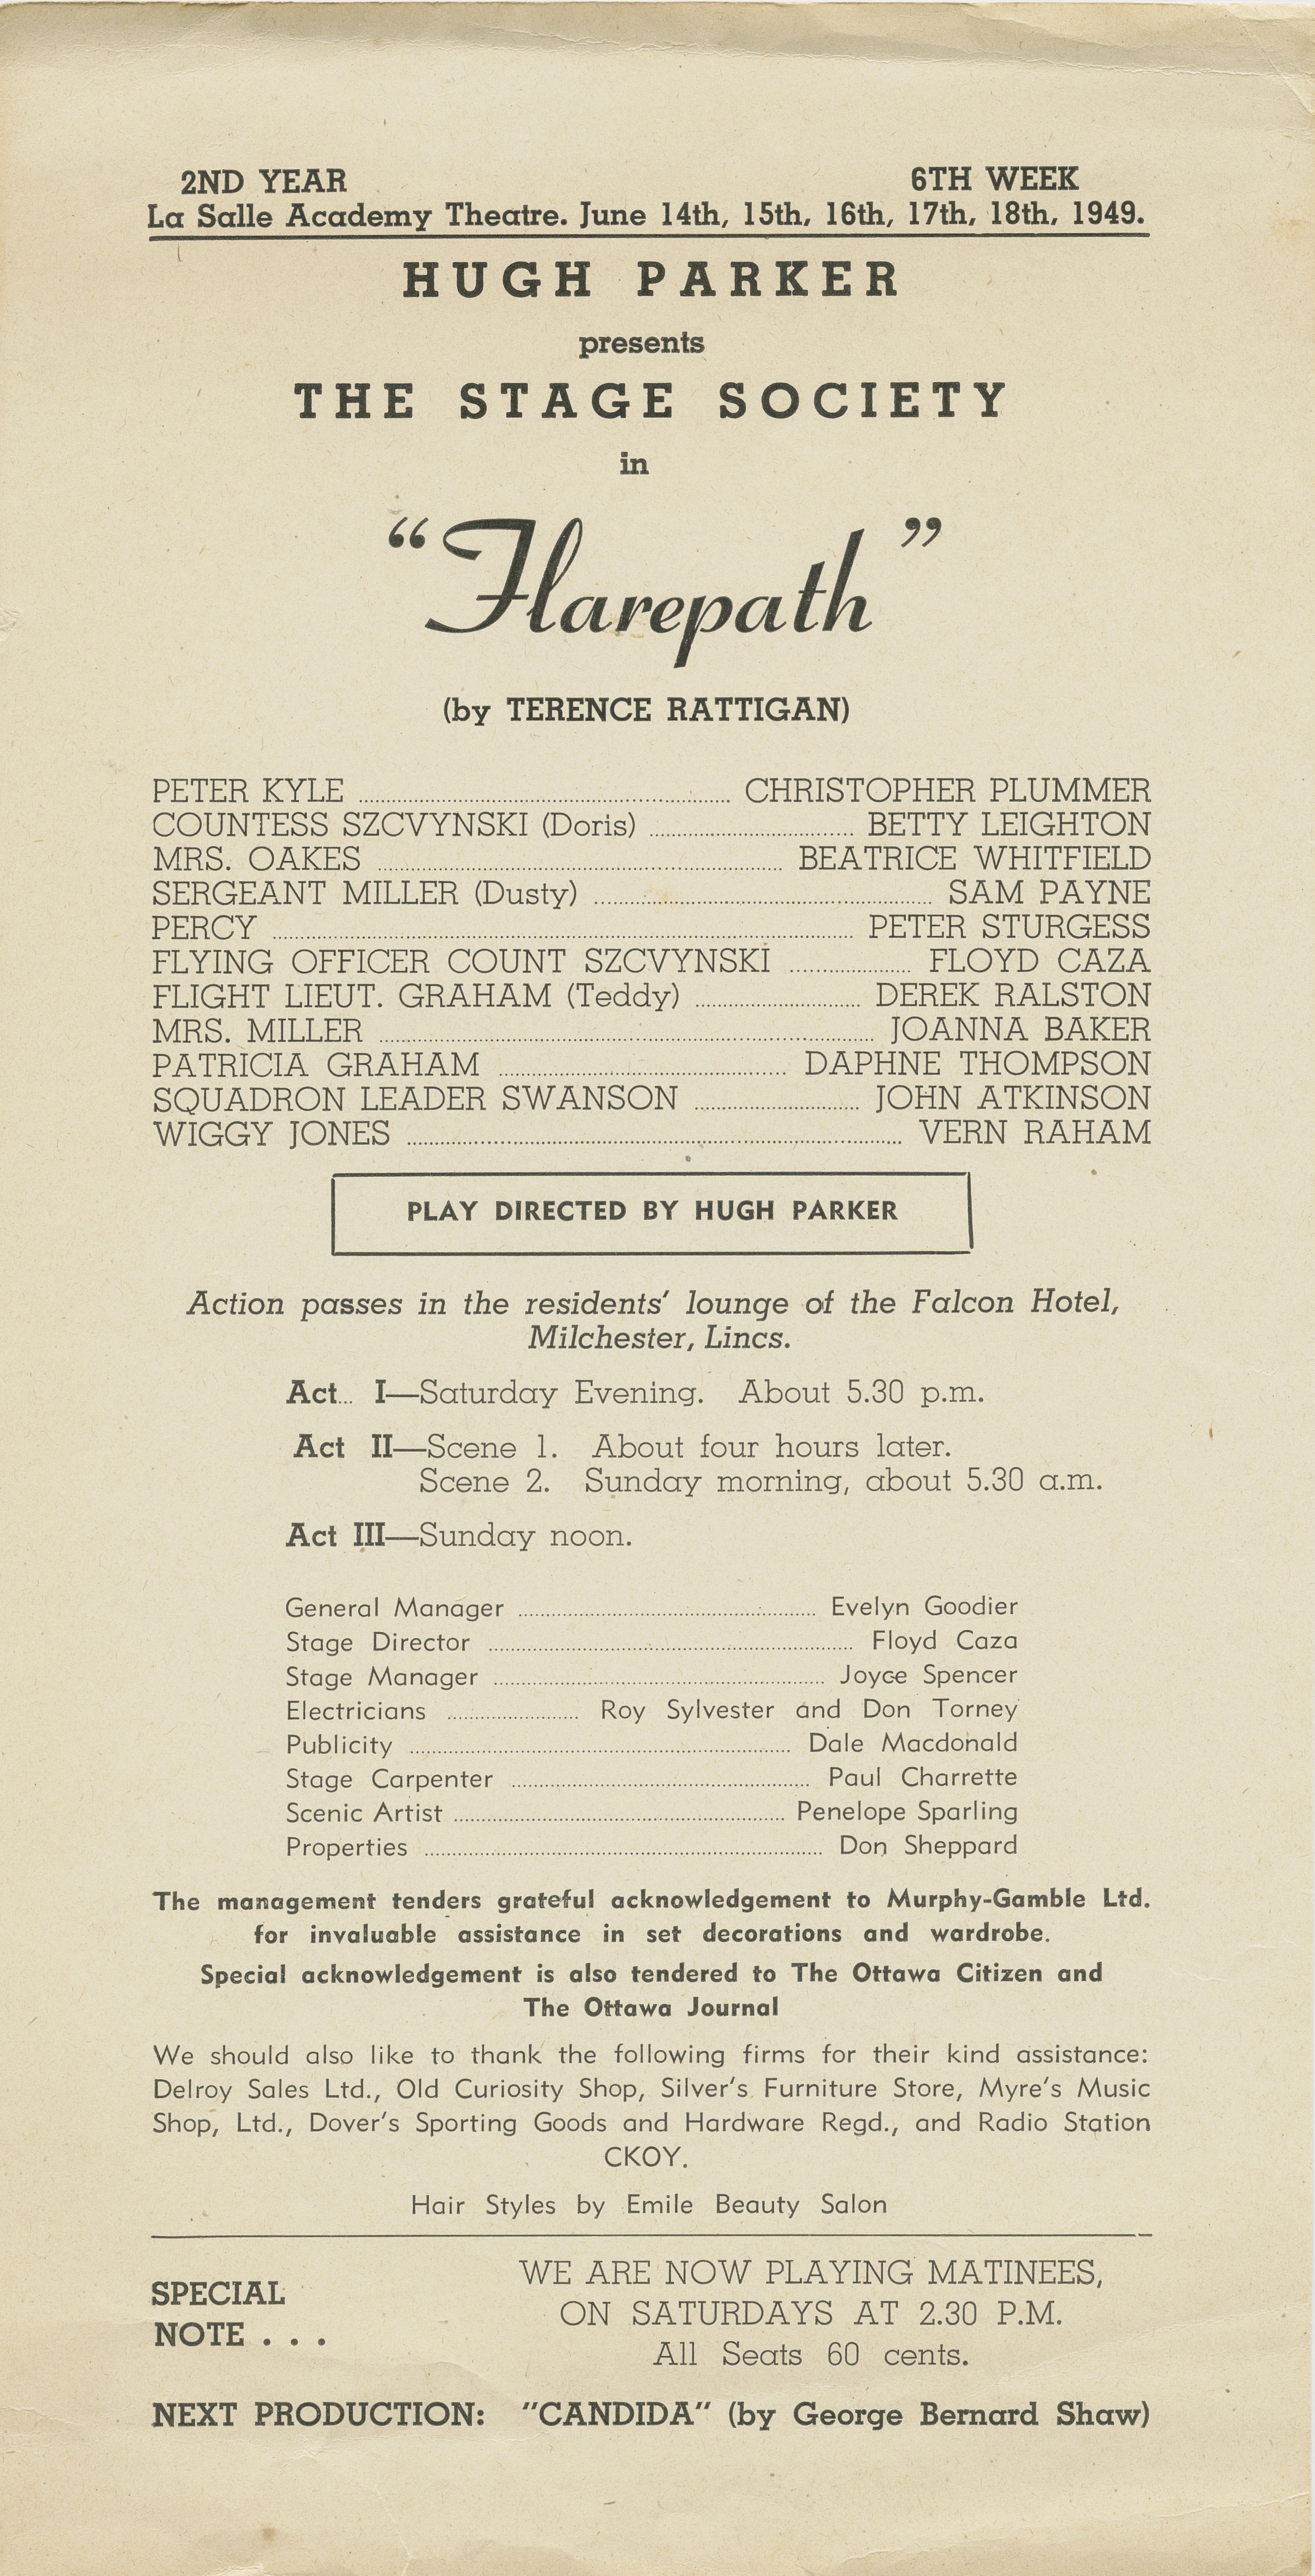 2ND YEAR 6TH WEEK
La Salle Academy Theatre. June 14th, 15th, 16th, 17th, 18th, 1949.
HUGH PARKER
presents
THE STAGE SOCIETY
in
“Flarepath”
(by TERENCE RATTIGAN)
PETER KYLE ........ CHRISTOPHER PLUMMER
COUNTESS SZCVYNSKI (Doris) ........ BETTY LEIGHTON
MRS. OAKES ........ BEATRICE WHITFIELD
SERGEANT MILLER (Dusty) ........ SAM PAYNE
PERCY ........ PETER STURGESS
FLYING OFFICER COUNT SZCVYNSKI ........ FLOYD CAZA
FLIGHT LIEUT. GRAHAM (Teddy) ........ DEREK RALSTON
MRS. MILLER ........ JOANNA BAKER
PATRICIA GRAHAM ........ DAPHNE THOMPSON
SQUADRON LEADER SWANSON ........ JOHN ATKINSON
WIGGY JONES ........ VERN RAHAM
PLAY DIRECTED BY HUGH PARKER
Action passes in the residents’ lounge of the Falcon Hotel,
Milchester, Lincs.
Act... I—Saturday Evening. About 5.30 p.m.
Act II—Scene 1. About four hours later.
Scene 2. Sunday morning, about 5.30 a.m.
Act III—Sunday noon.
General Manager ........ Evelyn Goodier
Stage Director ........ Floyd Caza
Stage Manager ........ Joyce Spencer
Electricians ........ Roy Sylvester and Don Torney
Publicity ........ Dale Macdonald
Stage Carpenter ........ Paul Charrette
Scenic Artist ........ Penelope Sparling
Properties ........ Don Sheppard
The management tenders grateful acknowledgement to Murphy-Gamble Ltd.
for invaluable assistance in set decorations and wardrobe.
Special acknowledgement is also tendered to The Ottawa Citizen and
The Ottawa Journal
We should also like to thank the following firms for their kind assistance:
Delroy Sales Ltd., Old Curiosity Shop, Silver’s Furniture Store, Myre’s Music
Shop, Ltd., Dover’s Sporting Goods and Hardware Regd., and Radio Station
CKOY.
Hair Styles by Emile Beauty Salon
SPECIAL
NOTE . . .
WE ARE NOW PLAYING MATINEES,
ON SATURDAYS AT 2.30 P.M.
All Seats 60 cents.
NEXT PRODUCTION: "CANDIDA" (by George Bernard Shaw)